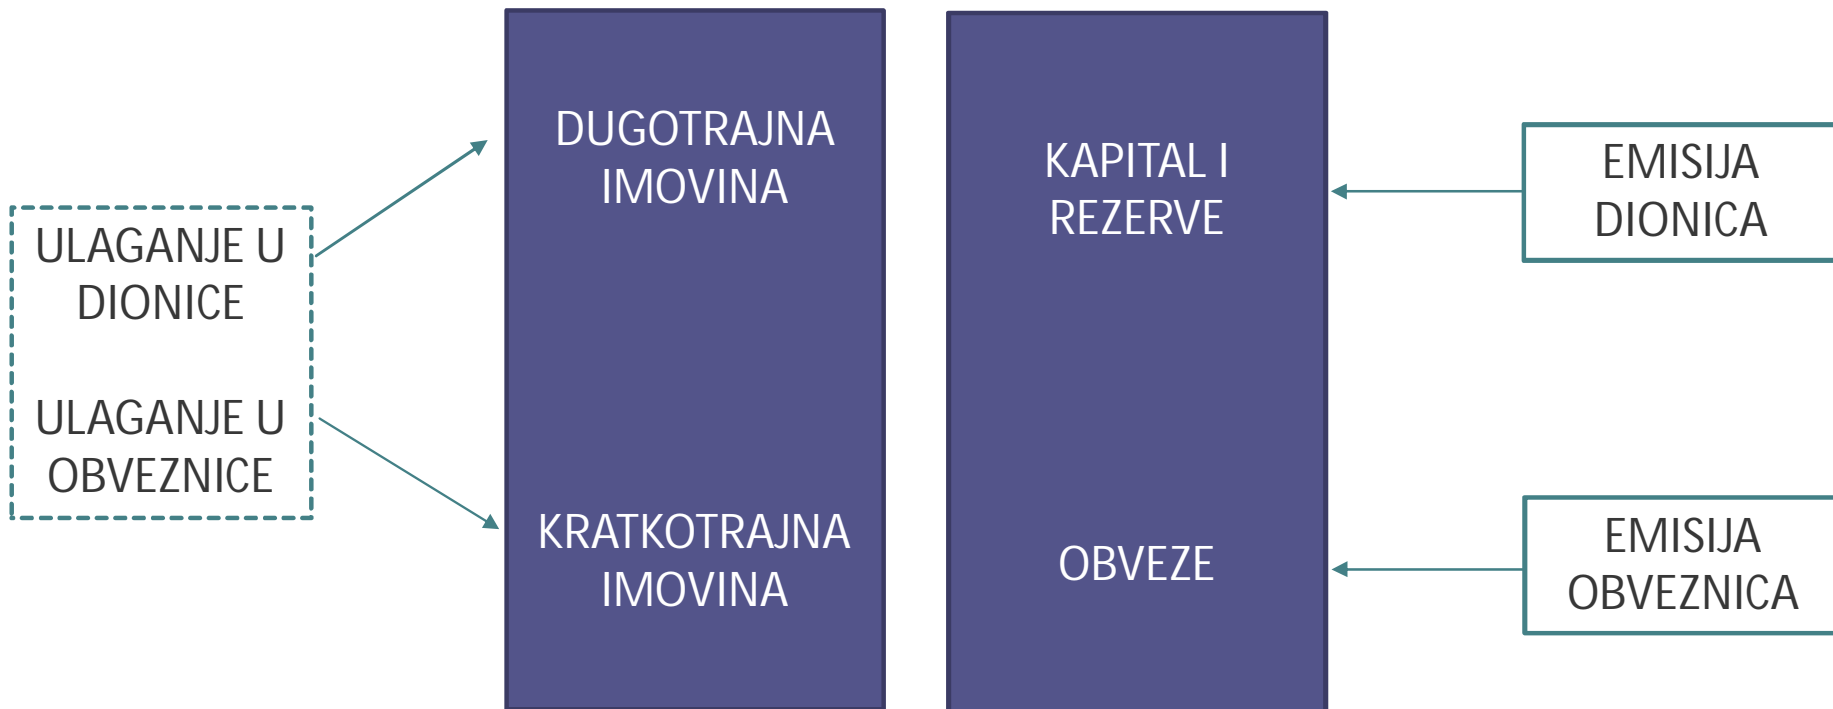 ULAGANJE U
DIONICE
ULAGANJE U
OBVEZNICE
DUGOTRAJNA
IMOVINA
KRATKOTRAJNA
IMOVINA
KAPITAL I
REZERVE
OBVEZE
EMISIJA
DIONICA
EMISIJA
OBVEZNICA